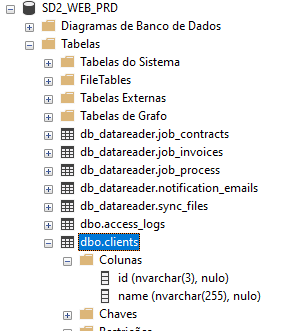 SD2_WEB_PRD
Diagramas de Banco de Dados
Tabelas
Tabelas do Sistema
FileTables
Tabelas Externas
Tabelas de Grafo
db_datareader.job_contracts
db_datareader.job_invoices
db_datareader.job_process
db_datareader.notification_emails
db_datareader.sync_files
dbo.access_logs
dbo.clients
Colunas
id (nvarchar(3), nulo)
name (nvarchar(255), nulo)
Chaves